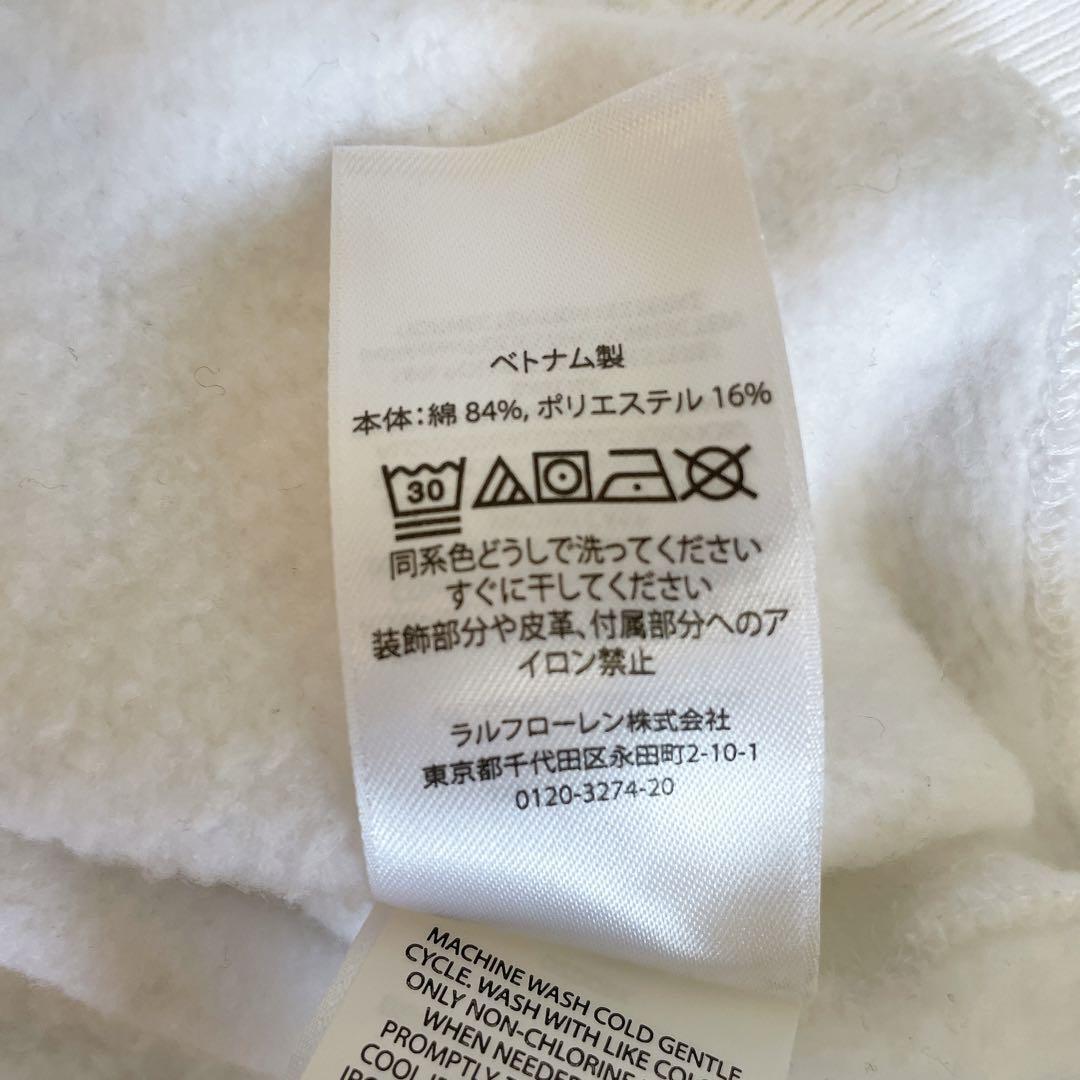 ベトナム製
本体：綿 84%, ポリエステル 16%
30
同系色どうしで洗ってください
すぐに干してください
装飾部分や皮革、付属部分へのア
イロン禁止
ラルフローレン株式会社
東京都千代田区永田町2-10-1
0120-3274-20
MACHINE WASH COLD GENTLE
CYCLE. WASH WITH LIKE
ONLY NON-CHLORINE
WHEN NEEDED
PROMPTLY
COOL